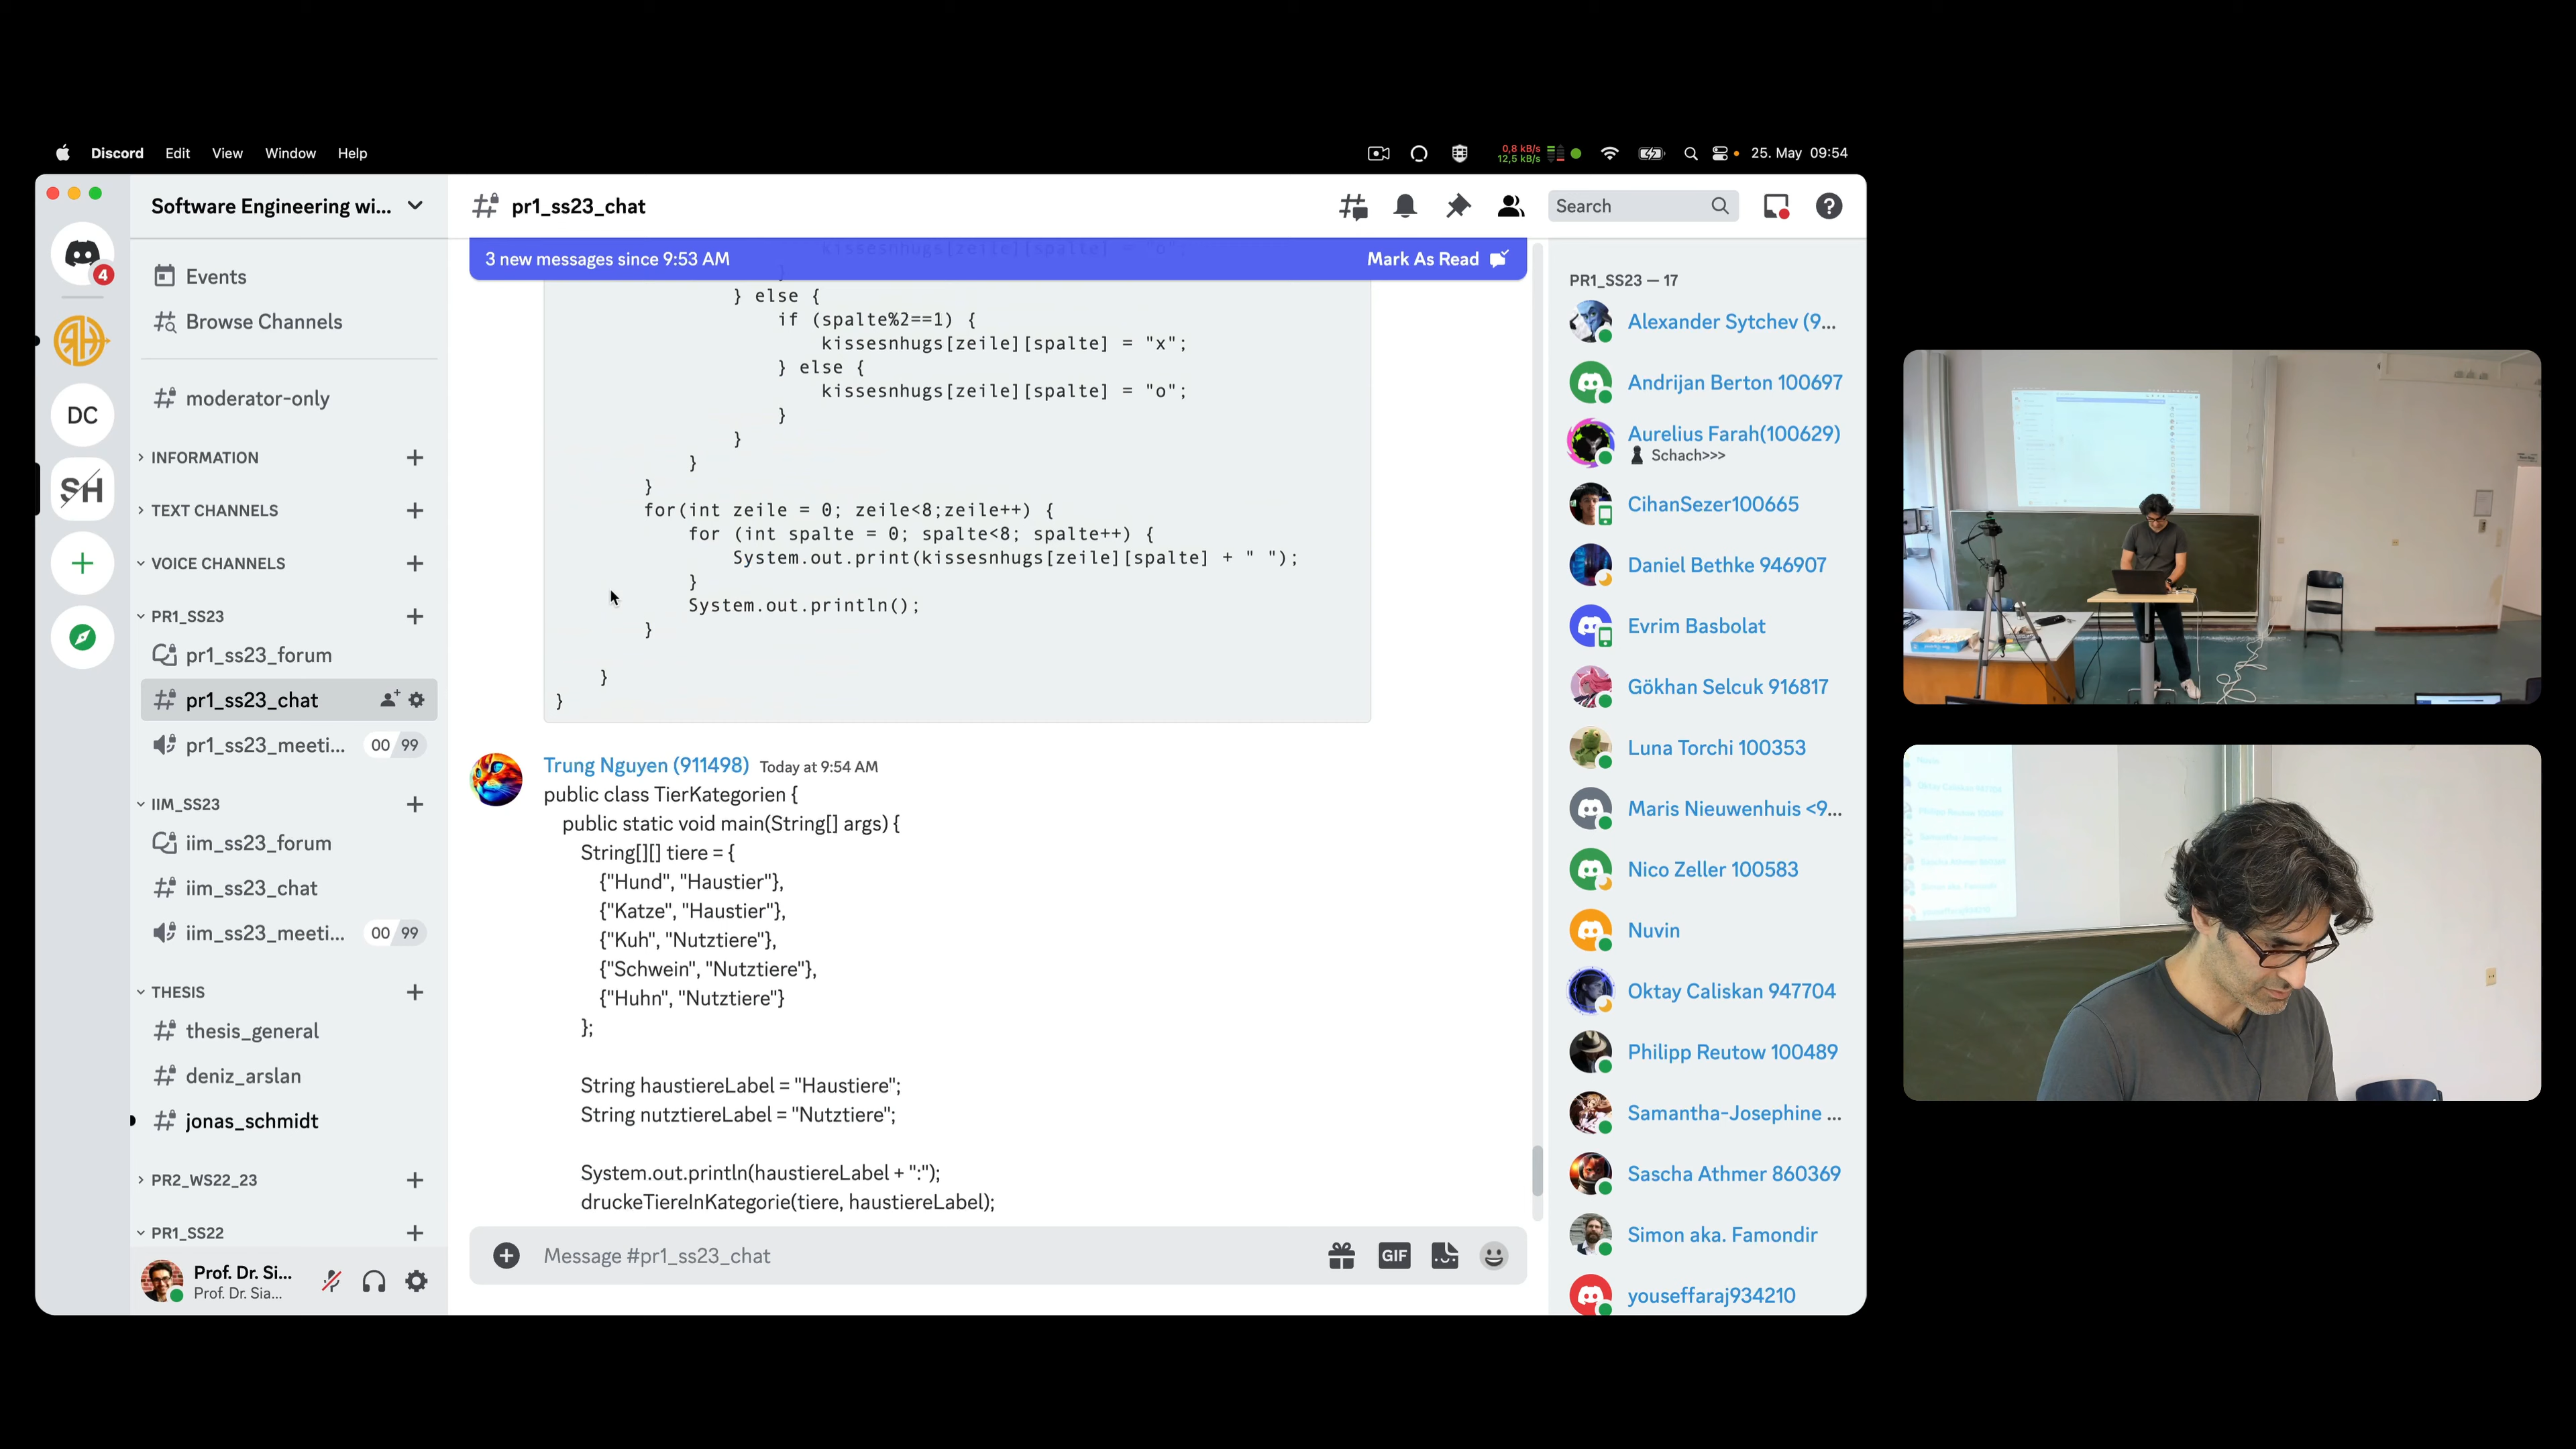 Discord Edit View Window Help
0,8 kB/s
12,5 kB/s
25. May 09:54
Software Engineering wi...
4
DC
SH
Events
Browse Channels
moderator-only
INFORMATION
TEXT CHANNELS
VOICE CHANNELS
PR1_SS23
pr1_ss23_forum
pr1_ss23_chat
pr1_ss23_meeti... 00 99
IIM_SS23
iim_ss23_forum
iim_ss23_chat
iim_ss23_meeti... 00 99
THESIS
thesis_general
deniz_arslan
jonas_schmidt
PR2_WS22_23
PR1_SS22
Prof. Dr. Si...
Prof. Dr. Sia...
pr1_ss23_chat
Search
kissesnhugs[zeile][spalte] = "o";
3 new messages since 9:53 AM Mark As Read
} else {
if (spalte%2==1) {
kissesnhugs[zeile][spalte] = "x";
} else {
kissesnhugs[zeile][spalte] = "o";
}
}
}
}
for(int zeile = 0; zeile<8;zeile++) {
for (int spalte = 0; spalte<8; spalte++) {
System.out.print(kissesnhugs[zeile][spalte] + " ");
}
System.out.println();
}
}
}
Trung Nguyen (911498) Today at 9:54 AM
public class TierKategorien {
public static void main(String[] args) {
String[][] tiere = {
{"Hund", "Haustier"},
{"Katze", "Haustier"},
{"Kuh", "Nutztiere"},
{"Schwein", "Nutztiere"},
{"Huhn", "Nutztiere"}
};
String haustiereLabel = "Haustiere";
String nutztiereLabel = "Nutztiere";
System.out.println(haustiereLabel + ":");
druckeTiereInKategorie(tiere, haustiereLabel);
Message #pr1_ss23_chat
GIF
PR1_SS23 — 17
Alexander Sytchev (9...
Andrijan Berton 100697
Aurelius Farah(100629)
Schach>>>
CihanSezer100665
Daniel Bethke 946907
Evrim Basbolat
Gökhan Selcuk 916817
Luna Torchi 100353
Maris Nieuwenhuis <9...
Nico Zeller 100583
Nuvin
Oktay Caliskan 947704
Philipp Reutow 100489
Samantha-Josephine ...
Sascha Athmer 860369
Simon aka. Famondir
youseffaraj934210